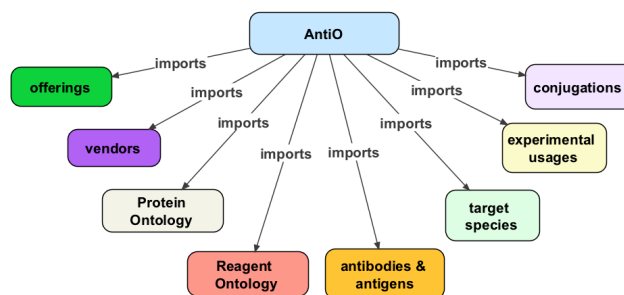 AntiO
imports
imports
imports
imports
imports
imports
imports
imports
offerings
conjugations
vendors
experimental
usages
Protein
Ontology
target
species
Reagent
Ontology
antibodies &
antigens